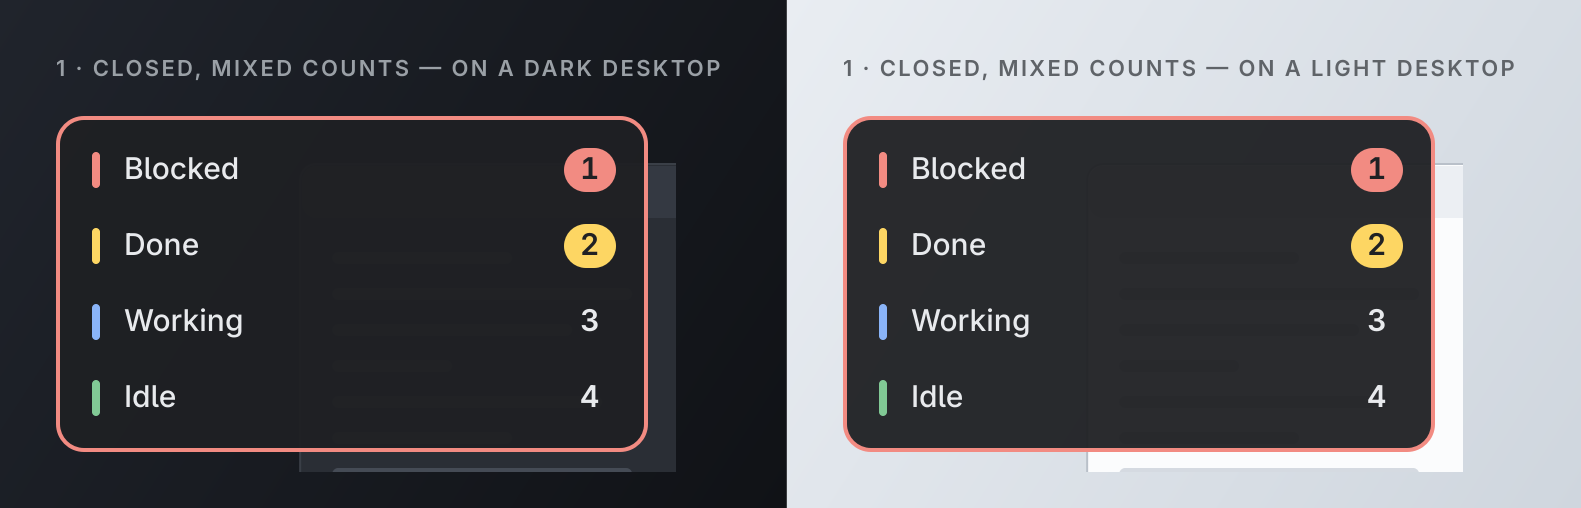 1 · CLOSED, MIXED COUNTS — ON A DARK DESKTOP
Blocked 1
Done 2
Working 3
Idle 4
1 · CLOSED, MIXED COUNTS — ON A LIGHT DESKTOP
Blocked 1
Done 2
Working 3
Idle 4